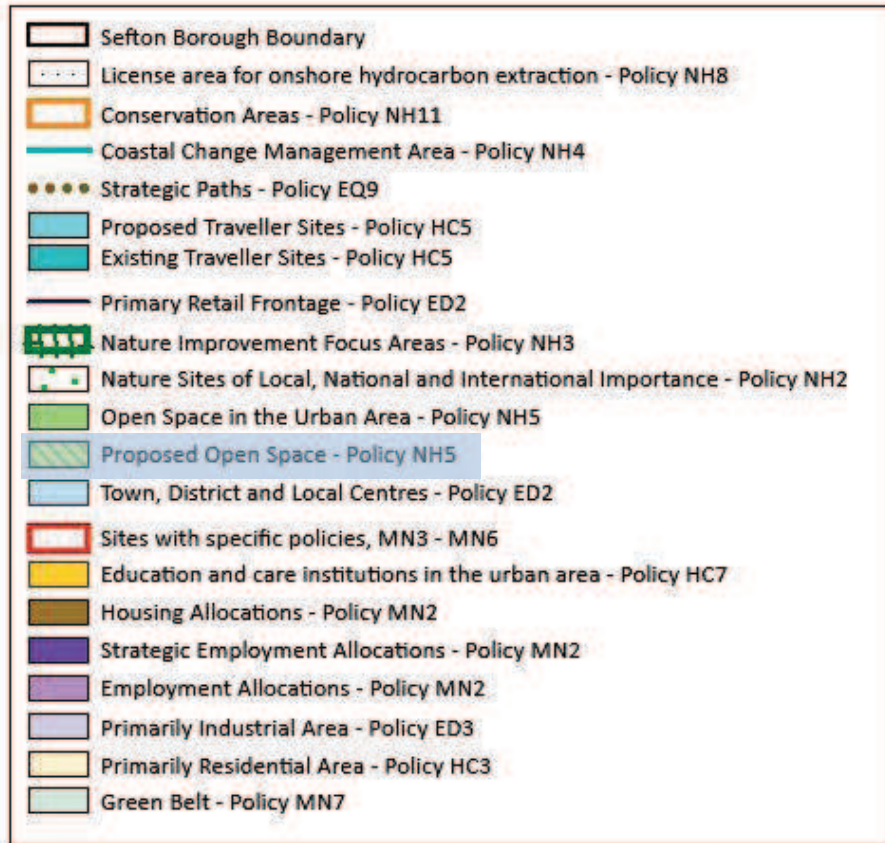 Sefton Borough Boundary
License area for onshore hydrocarbon extraction - Policy NH8
Conservation Areas - Policy NH11
Coastal Change Management Area - Policy NH4
Strategic Paths - Policy EQ9
Proposed Traveller Sites - Policy HC5
Existing Traveller Sites - Policy HC5
Primary Retail Frontage - Policy ED2
Nature Improvement Focus Areas - Policy NH3
Nature Sites of Local, National and International Importance - Policy NH2
Open Space in the Urban Area - Policy NH5
Proposed Open Space - Policy NH5
Town, District and Local Centres - Policy ED2
Sites with specific policies, MN3 - MN6
Education and care institutions in the urban area - Policy HC7
Housing Allocations - Policy MN2
Strategic Employment Allocations - Policy MN2
Employment Allocations - Policy MN2
Primarily Industrial Area - Policy ED3
Primarily Residential Area - Policy HC3
Green Belt - Policy MN7